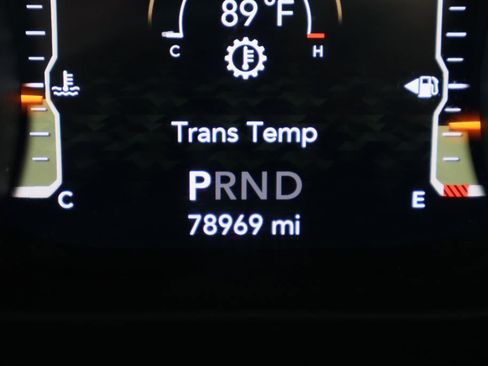 89 °F
C H
Trans Temp
PRND
C E
78969 mi